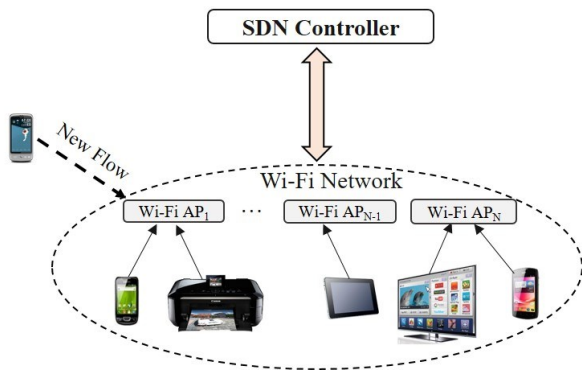 SDN Controller
New Flow
Wi-Fi Network
Wi-Fi AP1
...
Wi-Fi APN-1
Wi-Fi APN